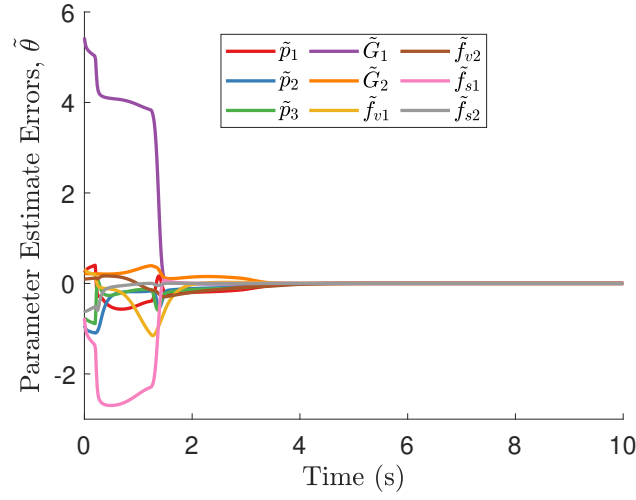 6
4
2
0
-2
Parameter Estimate Errors, θ̃
p̃₁ G̃₁ f̃ᵥ₂
p̃₂ G̃₂ f̃ₛ₁
p̃₃ f̃ᵥ₁ f̃ₛ₂
0 2 4 6 8 10
Time (s)